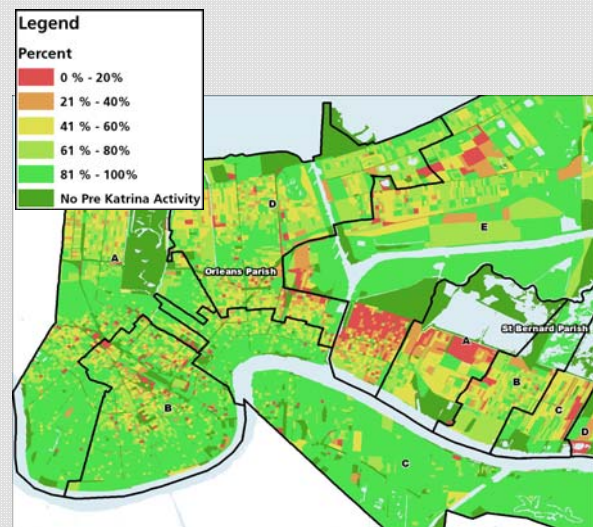 Legend
Percent
0 % - 20%
21 % - 40%
41 % - 60%
61 % - 80%
81 % - 100%
No Pre Katrina Activity
D
E
A
Orleans Parish
A
St Bernard Parish
B
B
C
D
C